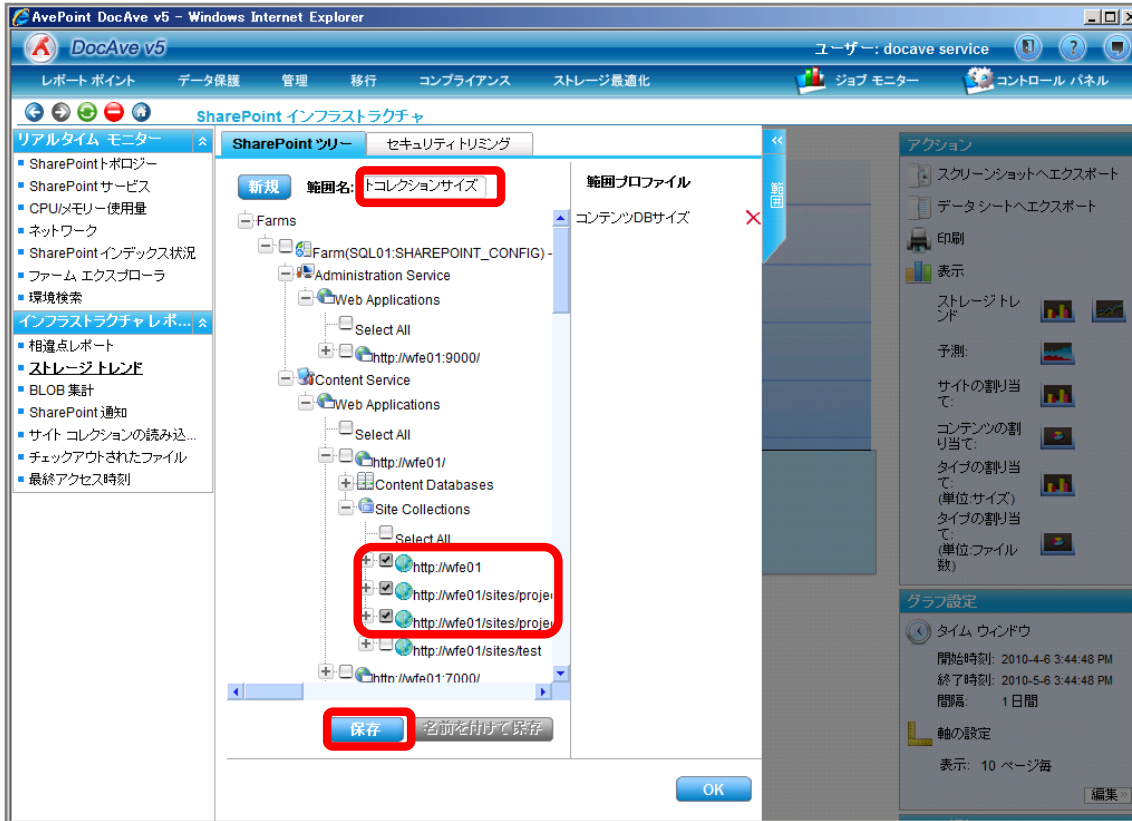 AvePoint DocAve v5 - Windows Internet Explorer
DocAve v5
ユーザー: docave service
レポート ポイント データ保護 管理 移行 コンプライアンス ストレージ最適化 ジョブ モニター コントロール パネル
SharePoint インフラストラクチャ
リアルタイム モニター
SharePointトポロジー
SharePoint サービス
CPU/メモリー使用量
ネットワーク
SharePoint インデックス状況
ファーム エクスプローラ
環境検索
インフラストラクチャ レポ...
相違点レポート
ストレージ トレンド
BLOB 集計
SharePoint 通知
サイト コレクションの読み込...
チェックアウトされたファイル
最終アクセス時刻
SharePoint ツリー セキュリティトリミング
新規 範囲名: トコレクションサイズ
Farms
Farm(SQL01:SHAREPOINT_CONFIG) -
Administration Service
Web Applications
Select All
http://wfe01:9000/
Content Service
Web Applications
Select All
http://wfe01/
Content Databases
Site Collections
Select All
http://wfe01
http://wfe01/sites/proje
http://wfe01/sites/proje
http://wfe01/sites/test
http://wfe01:7000/
保存 名前を付けて保存
範囲プロファイル
コンテンツDBサイズ
OK
範囲
アクション
スクリーンショットへエクスポート
データ シートへエクスポート
印刷
表示
ストレージ トレ
ンド
予測:
サイトの割り当
て:
コンテンツの割
り当て:
タイプの割り当
て:
(単位:サイズ)
タイプの割り当
て:
(単位:ファイル
数)
グラフ設定
タイム ウィンドウ
開始時刻: 2010-4-6 3:44:48 PM
終了時刻: 2010-5-6 3:44:48 PM
間隔: 1日間
軸の設定
表示: 10 ページ毎
編集